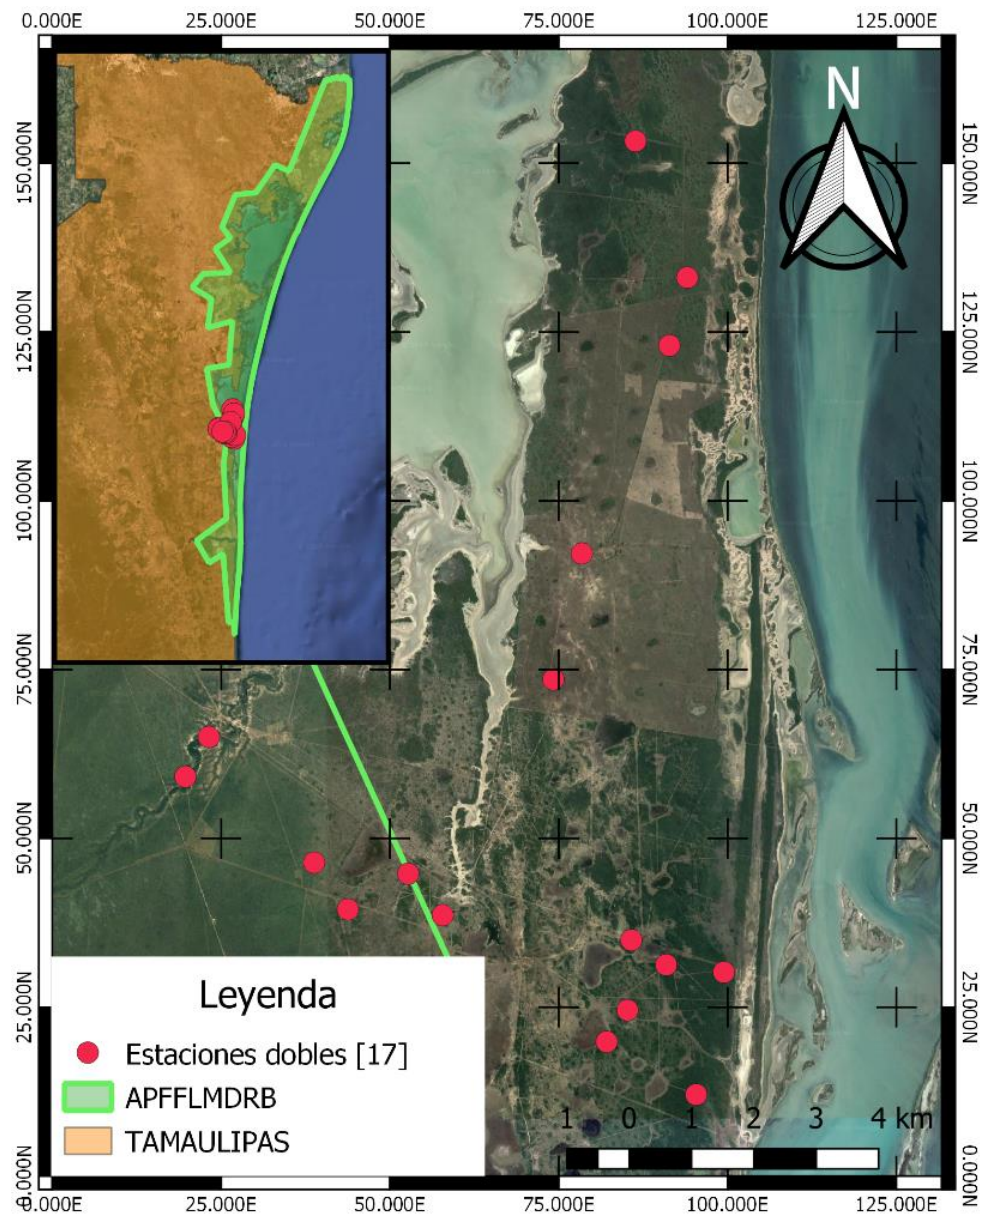 0.000E 25.000E 50.000E 75.000E 100.000E 125.000E
N
150.000N 150.000N
125.000N 125.000N
100.000N 100.000N
75.000N 75.000N
50.000N 50.000N
25.000N 25.000N
0.000N 0.000N
Leyenda
Estaciones dobles [17]
APFFLMDRB
TAMAULIPAS
1 0 1 2 3 4 km
0.000E 25.000E 50.000E 75.000E 100.000E 125.000E